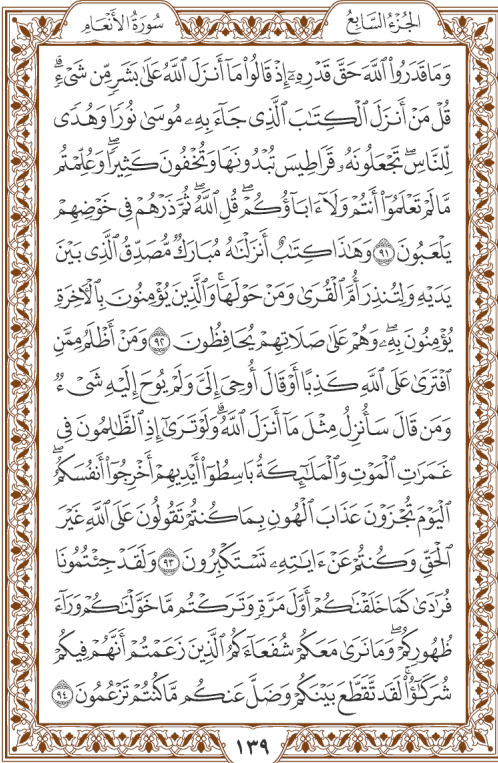 الجُزْءُ السَّابِعُ
سُورَةُ الأَنْعَامِ
وَمَا قَدَرُوا۟ ٱللَّهَ حَقَّ قَدْرِهِۦٓ إِذْ قَالُوا۟ مَآ أَنزَلَ ٱللَّهُ عَلَىٰ بَشَرٍ مِّن شَىْءٍ ۗ
قُلْ مَنْ أَنزَلَ ٱلْكِتَـٰبَ ٱلَّذِى جَآءَ بِهِۦ مُوسَىٰ نُورًا وَهُدًى
لِّلنَّاسِ ۖ تَجْعَلُونَهُۥ قَرَاطِيسَ تُبْدُونَهَا وَتُخْفُونَ كَثِيرًا ۖ وَعُلِّمْتُم
مَّا لَمْ تَعْلَمُوٓا۟ أَنتُمْ وَلَآ ءَابَآؤُكُمْ ۖ قُلِ ٱللَّهُ ۖ ثُمَّ ذَرْهُمْ فِى خَوْضِهِمْ
يَلْعَبُونَ ٩١ وَهَـٰذَا كِتَـٰبٌ أَنزَلْنَـٰهُ مُبَارَكٌ مُّصَدِّقُ ٱلَّذِى بَيْنَ
يَدَيْهِ وَلِتُنذِرَ أُمَّ ٱلْقُرَىٰ وَمَنْ حَوْلَهَا ۚ وَٱلَّذِينَ يُؤْمِنُونَ بِٱلْـَٔاخِرَةِ
يُؤْمِنُونَ بِهِۦ ۖ وَهُمْ عَلَىٰ صَلَاتِهِمْ يُحَافِظُونَ ٩٢ وَمَنْ أَظْلَمُ مِمَّنِ
ٱفْتَرَىٰ عَلَى ٱللَّهِ كَذِبًا أَوْ قَالَ أُوحِىَ إِلَىَّ وَلَمْ يُوحَ إِلَيْهِ شَىْءٌ
وَمَن قَالَ سَأُنزِلُ مِثْلَ مَآ أَنزَلَ ٱللَّهُ ۗ وَلَوْ تَرَىٰٓ إِذِ ٱلظَّـٰلِمُونَ فِى
غَمَرَٰتِ ٱلْمَوْتِ وَٱلْمَلَـٰٓئِكَةُ بَاسِطُوٓا۟ أَيْدِيهِمْ أَخْرِجُوٓا۟ أَنفُسَكُمُ ۖ
ٱلْيَوْمَ تُجْزَوْنَ عَذَابَ ٱلْهُونِ بِمَا كُنتُمْ تَقُولُونَ عَلَى ٱللَّهِ غَيْرَ
ٱلْحَقِّ وَكُنتُمْ عَنْ ءَايَـٰتِهِۦ تَسْتَكْبِرُونَ ٩٣ وَلَقَدْ جِئْتُمُونَا
فُرَٰدَىٰ كَمَا خَلَقْنَـٰكُمْ أَوَّلَ مَرَّةٍ وَتَرَكْتُم مَّا خَوَّلْنَـٰكُمْ وَرَآءَ
ظُهُورِكُمْ ۖ وَمَا نَرَىٰ مَعَكُمْ شُفَعَآءَكُمُ ٱلَّذِينَ زَعَمْتُمْ أَنَّهُمْ فِيكُمْ
شُرَكَـٰٓؤُا۟ ۚ لَقَد تَّقَطَّعَ بَيْنَكُمْ وَضَلَّ عَنكُم مَّا كُنتُمْ تَزْعُمُونَ ٩٤
١٣٩